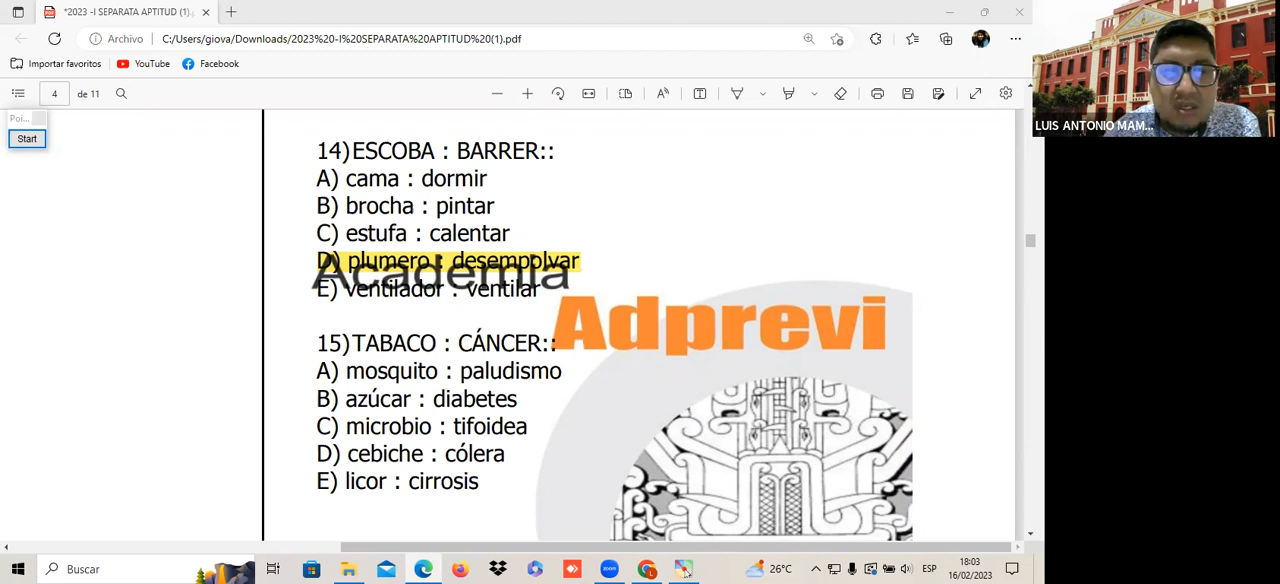 *2023 -I SEPARATA APTITUD (1).
Archivo
C:/Users/giova/Downloads/2023%20-I%20SEPARATA%20APTITUD%20(1).pdf
Importar favoritos
YouTube
Facebook
4 de 11
Poi...
Start
LUIS ANTONIO MAM...
14)ESCOBA : BARRER::
A) cama : dormir
B) brocha : pintar
C) estufa : calentar
D) plumero : desempolvar
Academia
E) ventilador : ventilar
Adprevi
15)TABACO : CÁNCER::
A) mosquito : paludismo
B) azúcar : diabetes
C) microbio : tifoidea
D) cebiche : cólera
E) licor : cirrosis
Buscar
zoom
26°C
ESP
18:03
16/02/2023